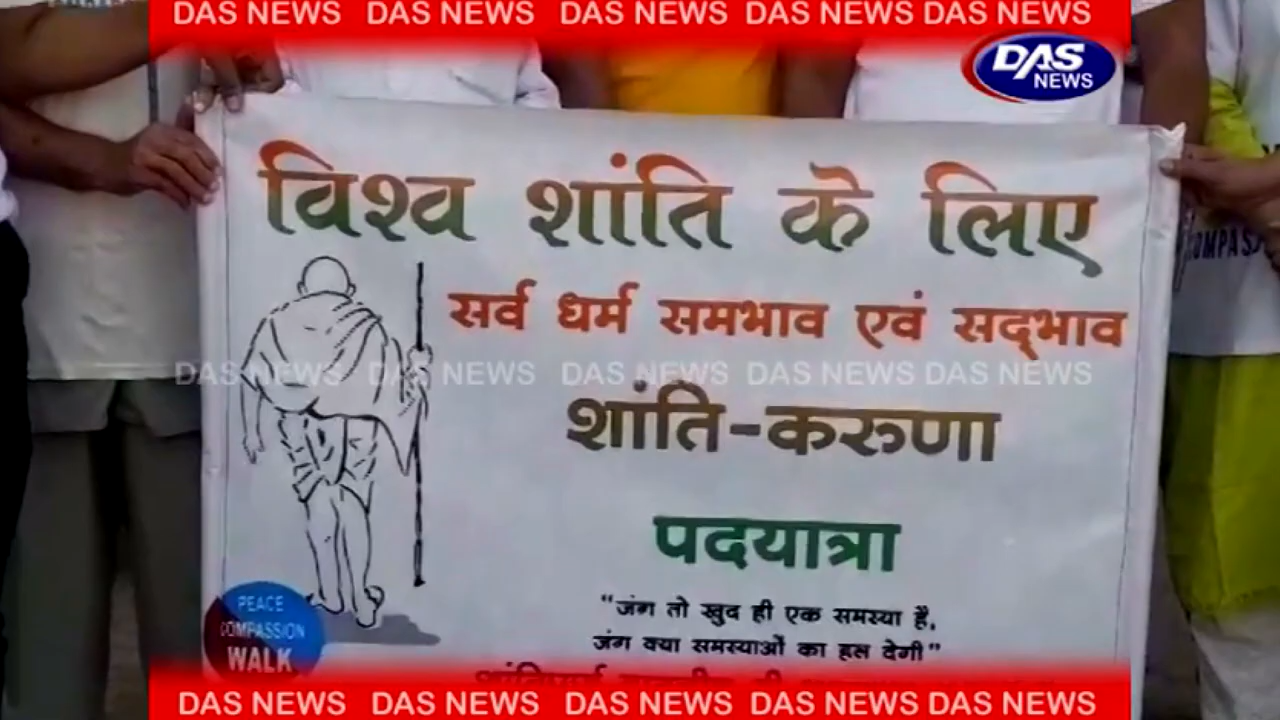 DAS NEWS DAS NEWS DAS NEWS DAS NEWS DAS NEWS
DAS
NEWS
विश्व शांति के लिए
सर्व धर्म समभाव एवं सद्भाव
DAS NEWS DAS NEWS DAS NEWS DAS NEWS DAS NEWS
शांति-करुणा
पदयात्रा
"जंग तो खुद ही एक समस्या है,
जंग क्या समस्याओं का हल देगी"
PEACE
COMPASSION
WALK
DAS NEWS DAS NEWS DAS NEWS DAS NEWS DAS NEWS